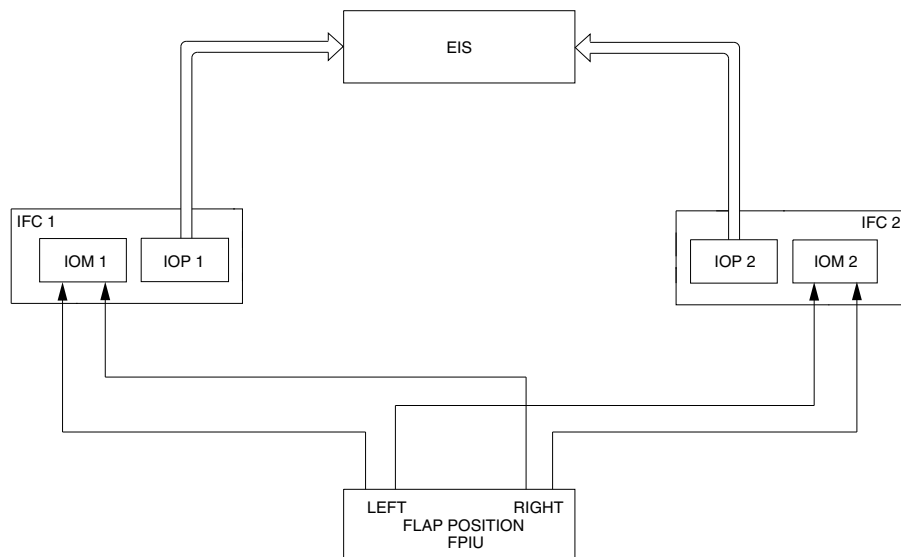 EIS
IFC 1
IFC 2
IOM 1
IOP 1
IOP 2
IOM 2
LEFT
RIGHT
FLAP POSITION
FPIU